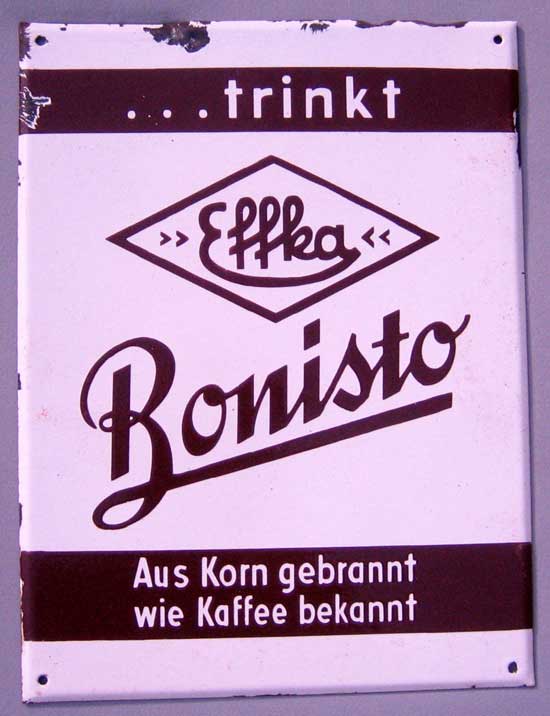 ...trinkt
»Effka«
Bonisto
Aus Korn gebrannt
wie Kaffee bekannt